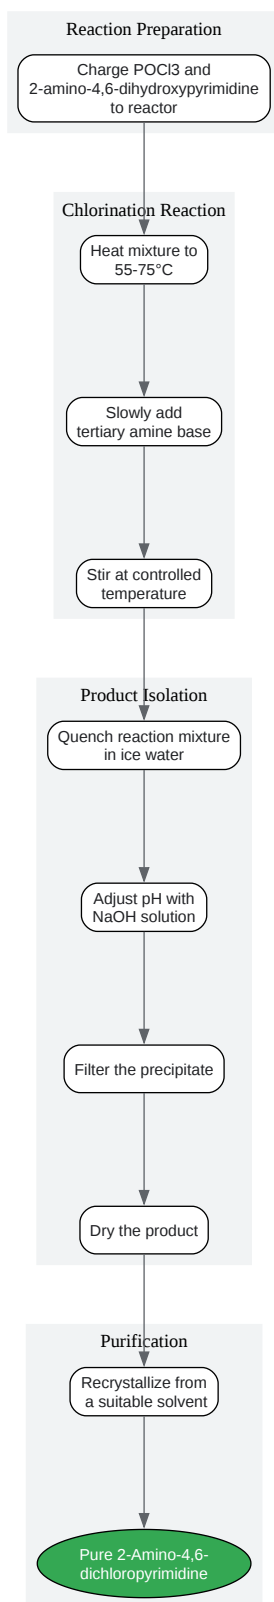 Reaction Preparation
Charge POCl3 and
2-amino-4,6-dihydroxypyrimidine
to reactor
Chlorination Reaction
Heat mixture to
55-75°C
Slowly add
tertiary amine base
Stir at controlled
temperature
Product Isolation
Quench reaction mixture
in ice water
Adjust pH with
NaOH solution
Filter the precipitate
Dry the product
Purification
Recrystallize from
a suitable solvent
Pure 2-Amino-4,6-
dichloropyrimidine